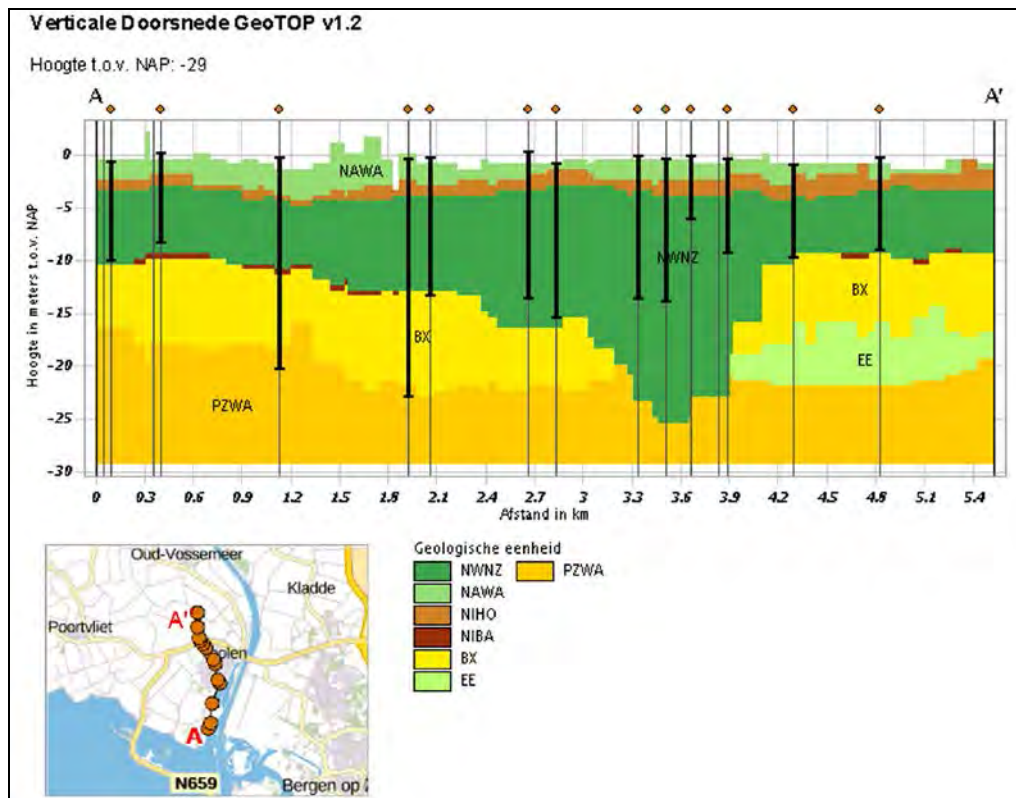 Verticale Doorsnede GeoTOP v1.2
Hoogte t.o.v. NAP: -29
A A'
Hoogte in meters t.o.v. NAP
0
-5
-10
-15
-20
-25
-30
NAWA
NWNZ
BX
BX
EE
PZWA
0 0.3 0.6 0.9 1.2 1.5 1.8 2.1 2.4 2.7 3 3.3 3.6 3.9 4.2 4.5 4.8 5.1 5.4
Afstand in km
Oud-Vossemeer
Kladde
A'
Poortvliet
olen
A
N659
Bergen op
Geologische eenheid
NWNZ PZWA
NAWA
NIHO
NIBA
BX
EE